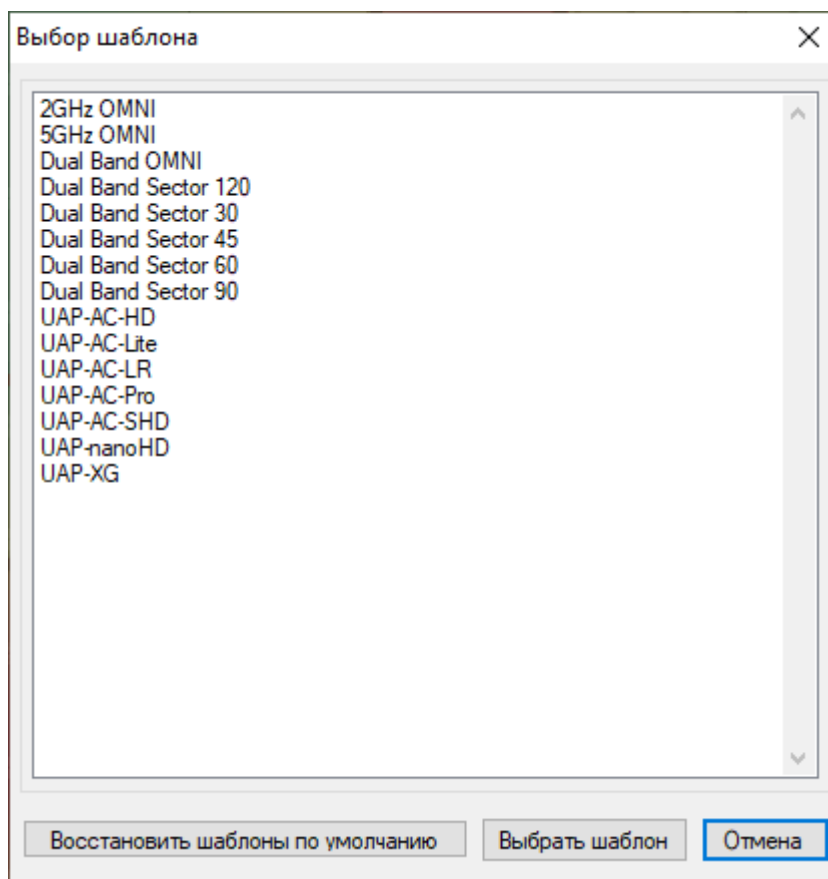 Выбор шаблона
2GHz OMNI
5GHz OMNI
Dual Band OMNI
Dual Band Sector 120
Dual Band Sector 30
Dual Band Sector 45
Dual Band Sector 60
Dual Band Sector 90
UAP-AC-HD
UAP-AC-Lite
UAP-AC-LR
UAP-AC-Pro
UAP-AC-SHD
UAP-nanoHD
UAP-XG
Восстановить шаблоны по умолчанию
Выбрать шаблон
Отмена